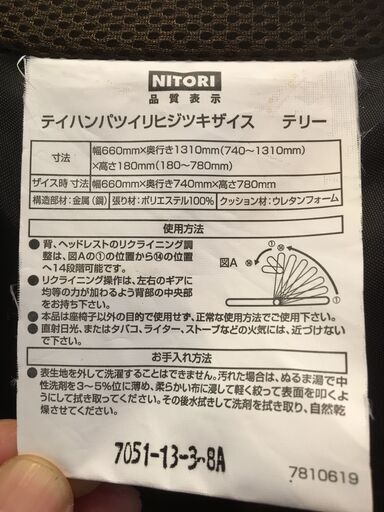 NITORI
品質表示
テイハンパツイリヒジツキザイス テリー
寸法
幅660mm×奥行き1310mm(740〜1310mm)
×高さ180mm(180〜780mm)
ザイス時 寸法 幅660mm×奥行き740mm×高さ780mm
構造部材:金属(鋼) 張り材:ポリエステル100% クッション材:ウレタンフォーム
使用方法
●背、ヘッドレストのリクライニング調
整は、図Aの①の位置から⑭の位置
へ14段階可能です。
●リクライニング操作は、左右のギアに
均等の力が加わるよう背部の中央部
をお持ち下さい。
図A ⑭ ① ⑭ ①
●本品は座椅子以外の目的で使用せず、正常な使用方法でご使用下さい。
●直射日光、またはタバコ、ライター、ストーブなどの火気には、近づけない
で下さい。
お手入れ方法
●表生地を外して洗濯することはできません。汚れた場合は、ぬるま湯で中
性洗剤を3〜5%位に薄め、柔らかい布に浸して軽く絞って表面を叩くよ
うにして拭き取ってください。その後水拭きして洗剤を拭き取り、自然乾
燥させてください。
7051-13-3-8A
7810619